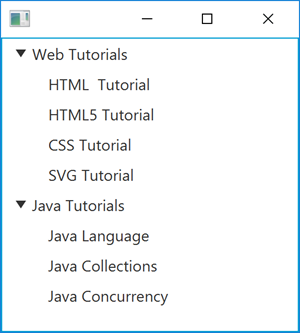 Web Tutorials
HTML  Tutorial
HTML5 Tutorial
CSS Tutorial
SVG Tutorial
Java Tutorials
Java Language
Java Collections
Java Concurrency